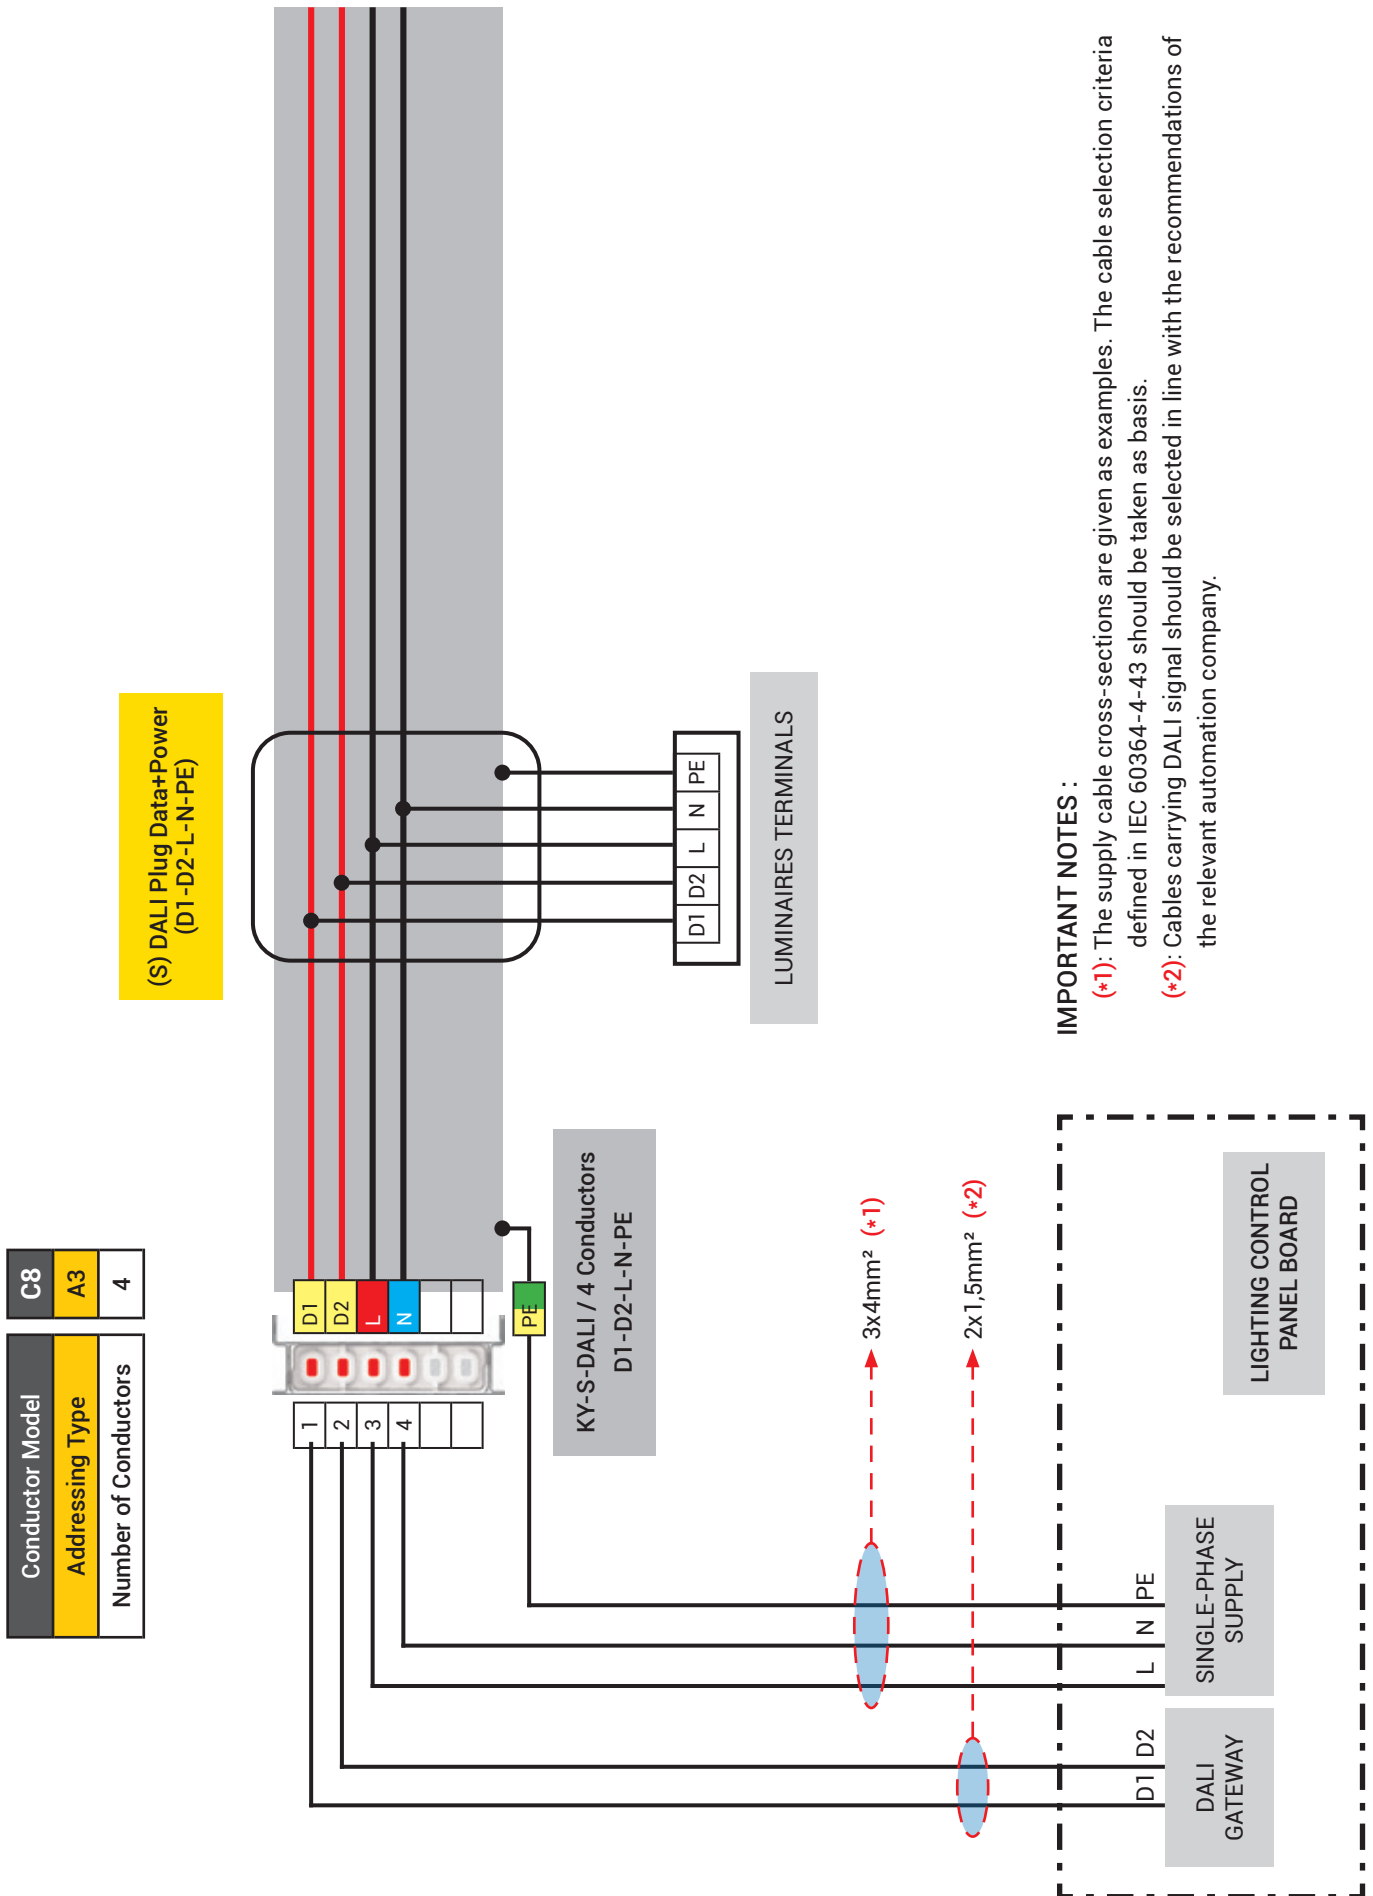 Conductor Model C8
Addressing Type A3
Number of Conductors 4
(S) DALI Plug Data+Power
(D1-D2-L-N-PE)
1 D1
2 D2
3 L
4 N
PE
KY-S-DALI / 4 Conductors
D1-D2-L-N-PE
D1 D2 L N PE
LUMINAIRES TERMINALS
3x4mm² (*1)
2x1,5mm² (*2)
D1 D2 L N PE
DALI
GATEWAY
SINGLE-PHASE
SUPPLY
LIGHTING CONTROL
PANEL BOARD
IMPORTANT NOTES :
(*1): The supply cable cross-sections are given as examples. The cable selection criteria
defined in IEC 60364-4-43 should be taken as basis.
(*2): Cables carrying DALI signal should be selected in line with the recommendations of
the relevant automation company.